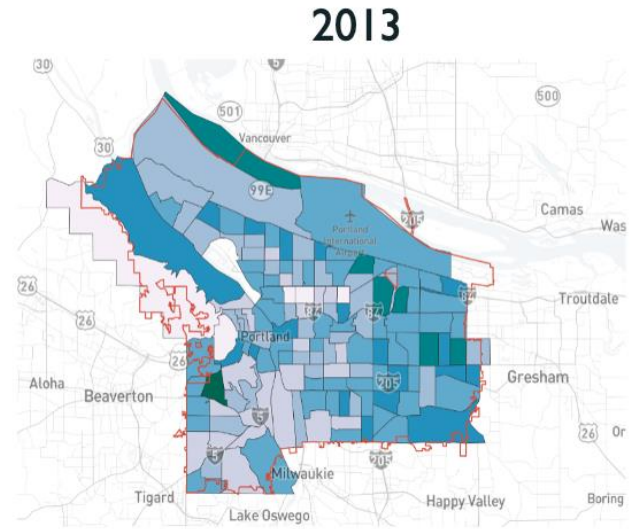 2013
30
5
500
501
Vancouver
30
99E
Camas
Was
205
Portland
International
Airport
26
Troutdale
84
84
84
26
Portland
26
205
Gresham
Aloha
Beaverton
5
26
Or
5
205
Milwaukie
Tigard
Happy Valley
Boring
Lake Oswego